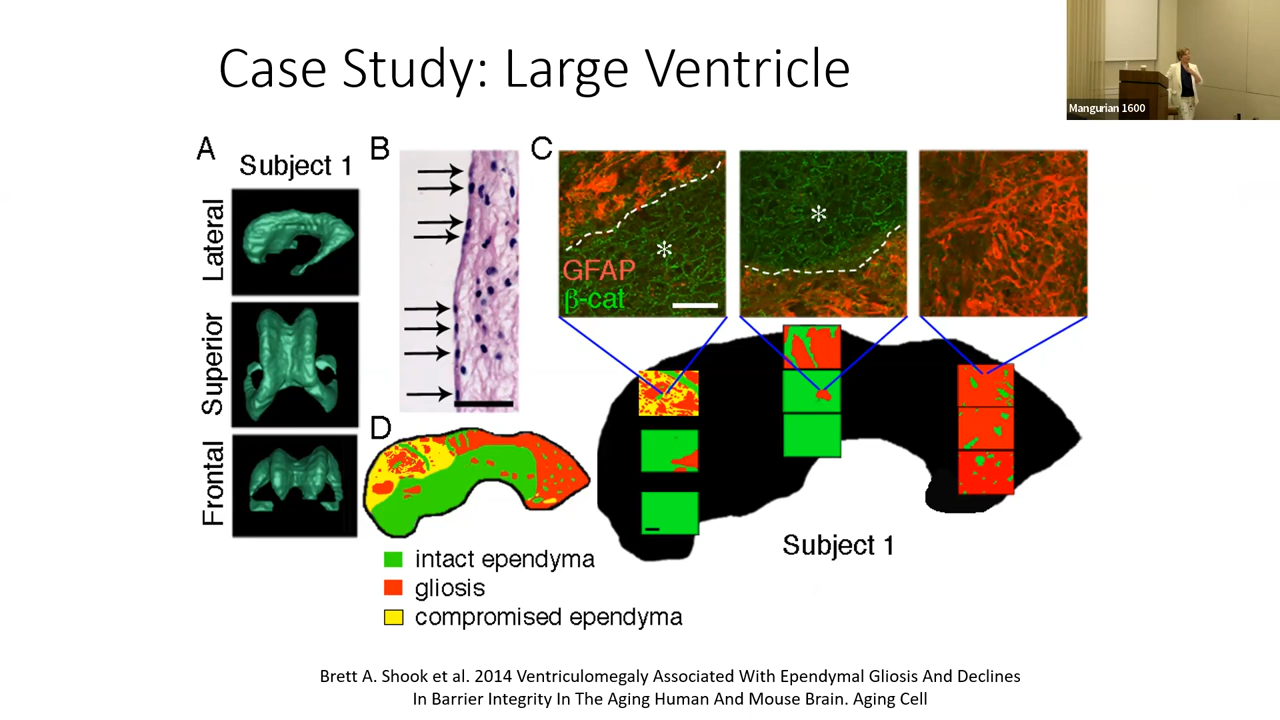 Case Study: Large Ventricle
Mangurian 1600
A
Subject 1
Lateral
Superior
Frontal
B
C
GFAP
β-cat
*
*
D
Subject 1
intact ependyma
gliosis
compromised ependyma
Brett A. Shook et al. 2014 Ventriculomegaly Associated With Ependymal Gliosis And Declines
In Barrier Integrity In The Aging Human And Mouse Brain. Aging Cell